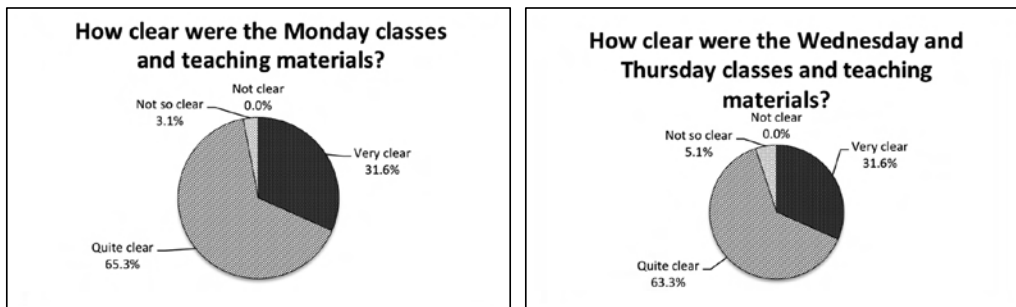 How clear were the Monday classes
and teaching materials?
Not clear
0.0%
Not so clear
3.1%
Very clear
31.6%
Quite clear
65.3%
How clear were the Wednesday and
Thursday classes and teaching
materials?
Not clear
0.0%
Not so clear
5.1%
Very clear
31.6%
Quite clear
63.3%